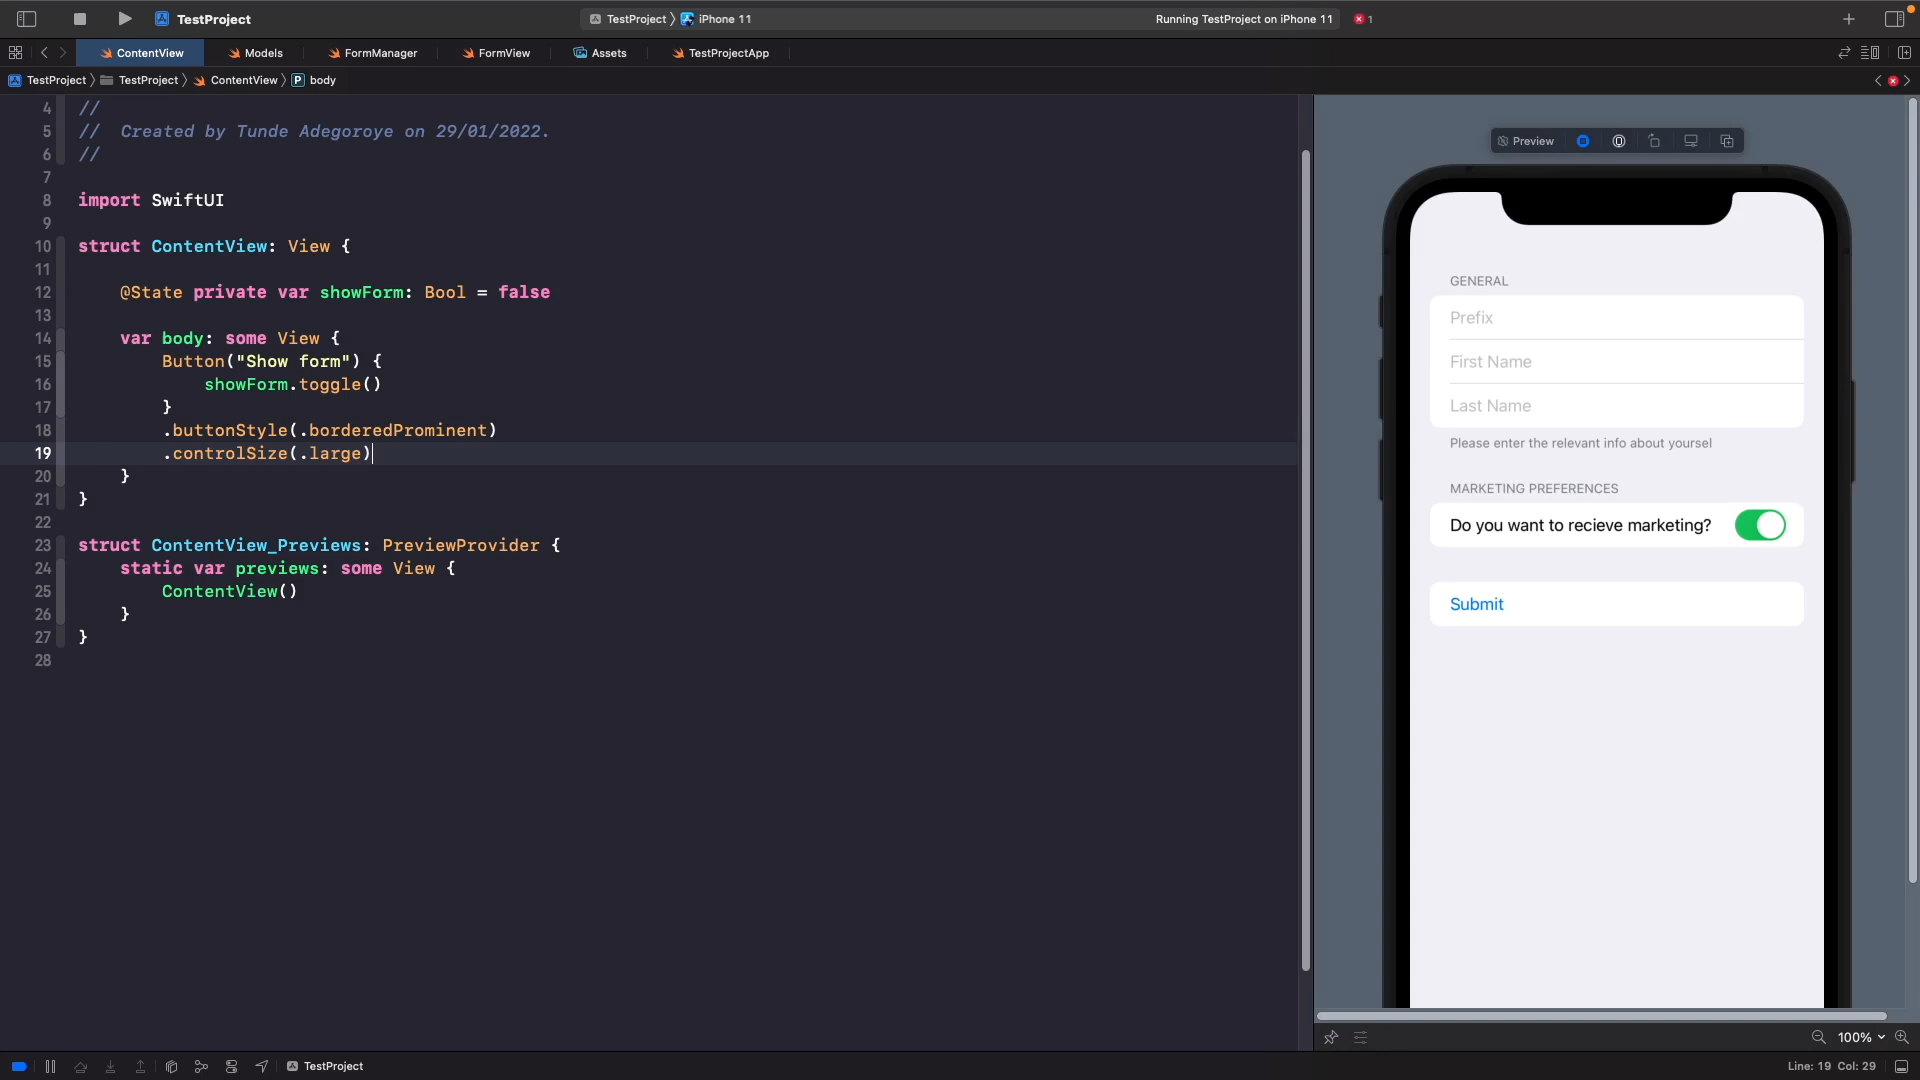 TestProject
TestProject
iPhone 11
Running TestProject on iPhone 11
1
ContentView
Models
FormManager
FormView
Assets
TestProjectApp
TestProject
TestProject
ContentView
P
body
4 //
5 //  Created by Tunde Adegoroye on 29/01/2022.
6 //
7
8 import SwiftUI
9
10 struct ContentView: View {
11
12     @State private var showForm: Bool = false
13
14     var body: some View {
15         Button("Show form") {
16             showForm.toggle()
17         }
18         .buttonStyle(.borderedProminent)
19         .controlSize(.large)
20     }
21 }
22
23 struct ContentView_Previews: PreviewProvider {
24     static var previews: some View {
25         ContentView()
26     }
27 }
28
Preview
GENERAL
Prefix
First Name
Last Name
Please enter the relevant info about yoursel
MARKETING PREFERENCES
Do you want to recieve marketing?
Submit
100%
TestProject
Line: 19 Col: 29